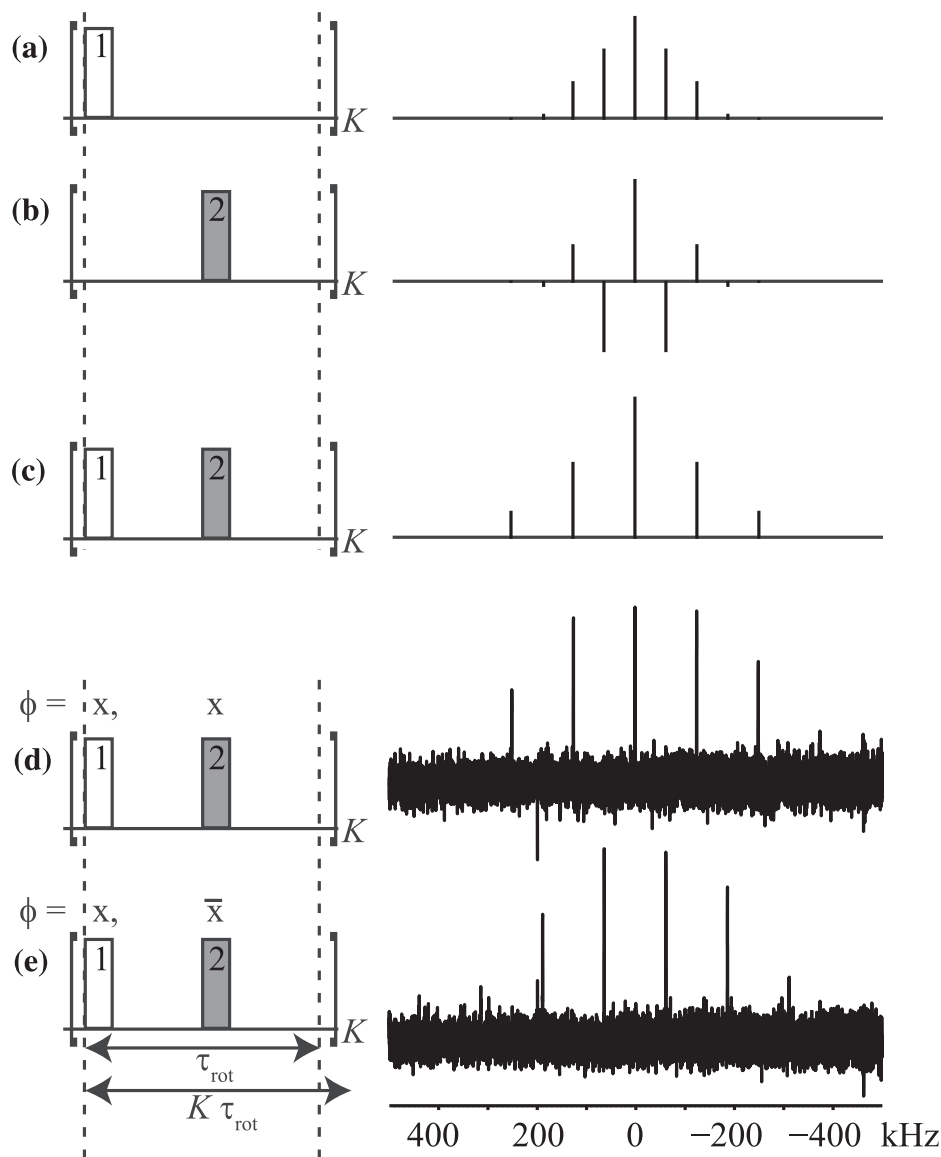 (a) 1 K
(b) 2 K
(c) 1 2 K
ϕ = x, x
(d) 1 2 K
ϕ = x, x̄
(e) 1 2 K
τrot
K τrot
400 200 0 −200 −400 kHz